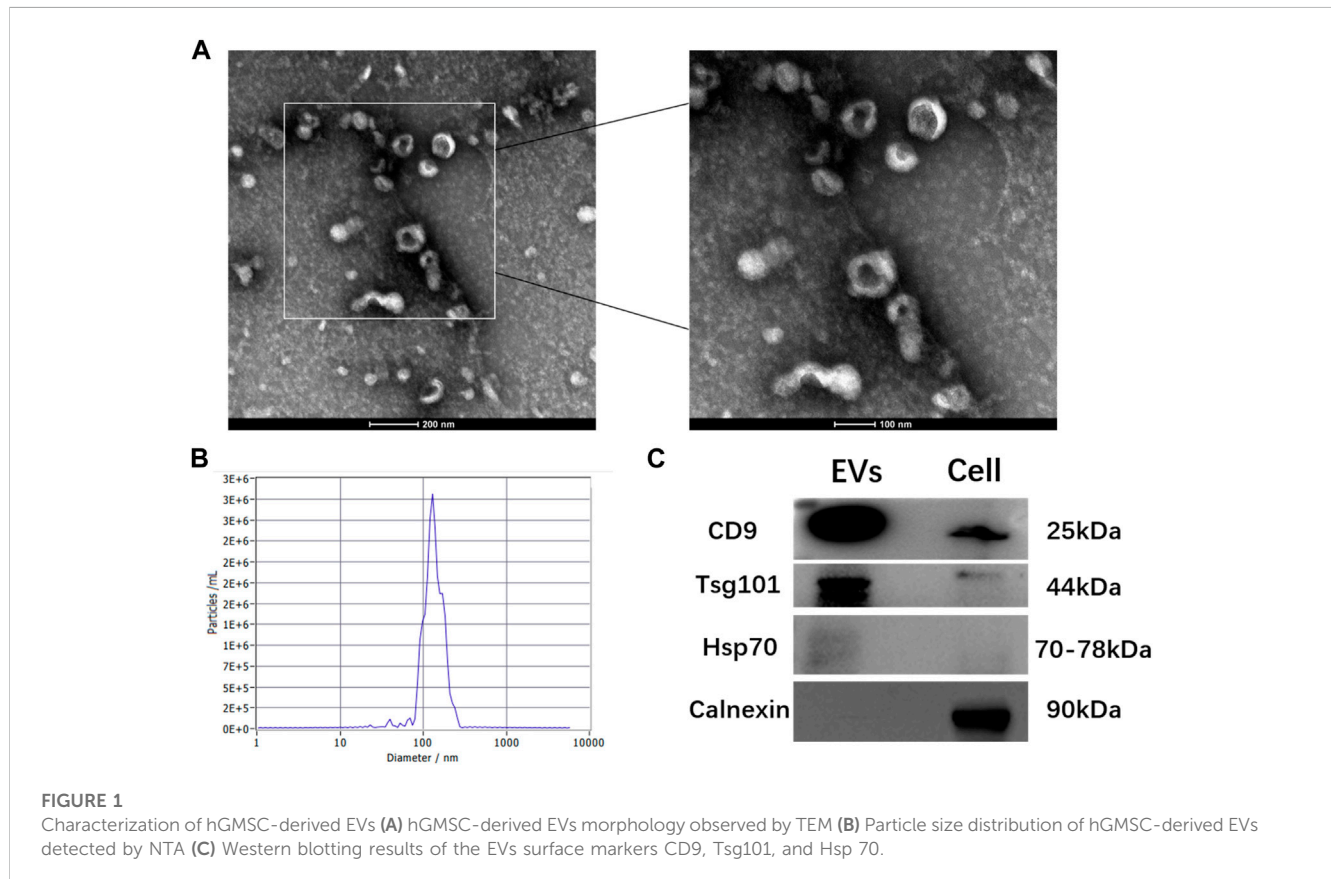 A
200 nm
100 nm
B
3E+6
3E+6
3E+6
2E+6
2E+6
2E+6
2E+6
1E+6
1E+6
7E+5
5E+5
2E+5
0E+0
Particles /mL
1 10 100 1000 10000
Diameter / nm
C
EVs Cell
CD9 25kDa
Tsg101 44kDa
Hsp70 70-78kDa
Calnexin 90kDa
FIGURE 1
Characterization of hGMSC-derived EVs (A) hGMSC-derived EVs morphology observed by TEM (B) Particle size distribution of hGMSC-derived EVs
detected by NTA (C) Western blotting results of the EVs surface markers CD9, Tsg101, and Hsp 70.